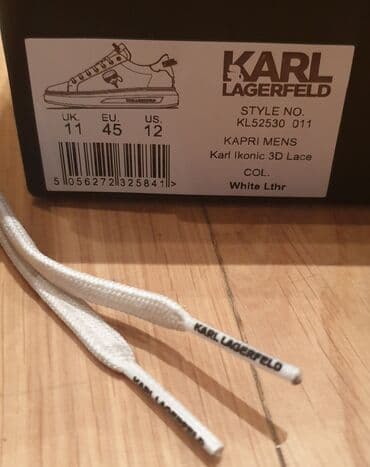 KARL
LAGERFELD
UK. EU. US.
11 45 12
STYLE NO.
KL52530 011
KAPRI MENS
Karl Ikonic 3D Lace
COL.
White Lthr
5 056272 325841 >
KARL LAGERFELD
KARL LAGERFELD